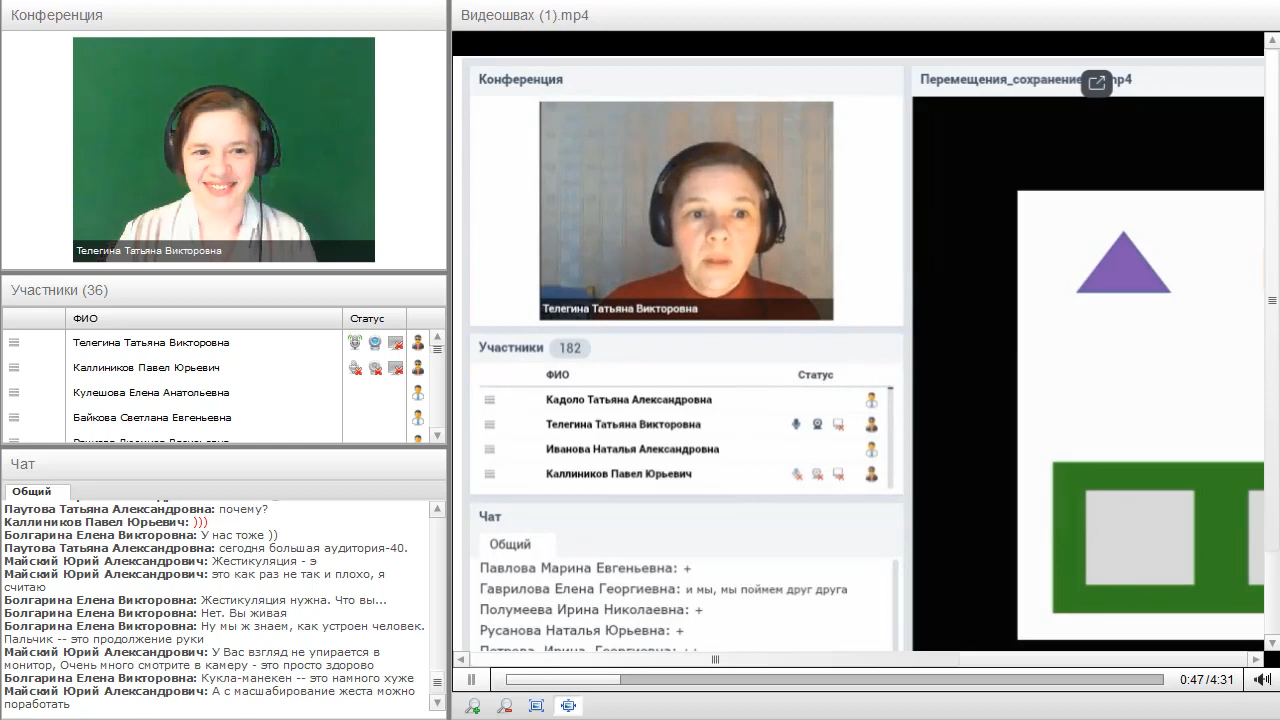 Конференция
Телегина Татьяна Викторовна
Участники (36)
ФИО Статус
Телегина Татьяна Викторовна
Каллиников Павел Юрьевич
Кулешова Елена Анатольевна
Байкова Светлана Евгеньевна
Чат
Общий
Паутова Татьяна Александровна: почему?
Каллиников Павел Юрьевич: )))
Болгарина Елена Викторовна: У нас тоже ))
Паутова Татьяна Александровна: сегодня большая аудитория-40.
Майский Юрий Александрович: Жестикуляция - э
Майский Юрий Александрович: это как раз не так и плохо, я
считаю
Болгарина Елена Викторовна: Жестикуляция нужна. Что вы...
Болгарина Елена Викторовна: Нет. Вы живая
Болгарина Елена Викторовна: Ну мы ж знаем, как устроен человек.
Пальчик -- это продолжение руки
Майский Юрий Александрович: У Вас взгляд не упирается в
монитор, Очень много смотрите в камеру - это просто здорово
Болгарина Елена Викторовна: Кукла-манекен -- это намного хуже
Майский Юрий Александрович: А с масшабирование жеста можно
поработать
Видеошвах (1).mp4
Конференция
Телегина Татьяна Викторовна
Участники 182
ФИО Статус
Кадоло Татьяна Александровна
Телегина Татьяна Викторовна
Иванова Наталья Александровна
Каллиников Павел Юрьевич
Чат
Общий
Павлова Марина Евгеньевна: +
Гаврилова Елена Георгиевна: и мы, мы поймем друг друга
Полумеева Ирина Николаевна: +
Русанова Наталья Юрьевна: +
Перемещения_сохранение mp4
0:47/4:31